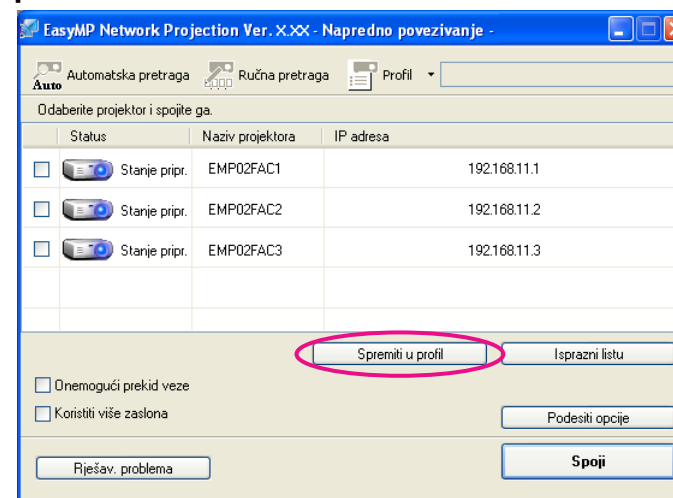 EasyMP Network Projection Ver. X.XX - Napredno povezivanje -
Auto Automatska pretraga Ručna pretraga Profil
Odaberite projektor i spojite ga.
Status Naziv projektora IP adresa
Stanje pripr. EMP02FAC1 192.168.11.1
Stanje pripr. EMP02FAC2 192.168.11.2
Stanje pripr. EMP02FAC3 192.168.11.3
Spremiti u profil Isprazni listu
Onemogući prekid veze
Koristiti više zaslona
Podesiti opcije
Rješav. problema Spoji